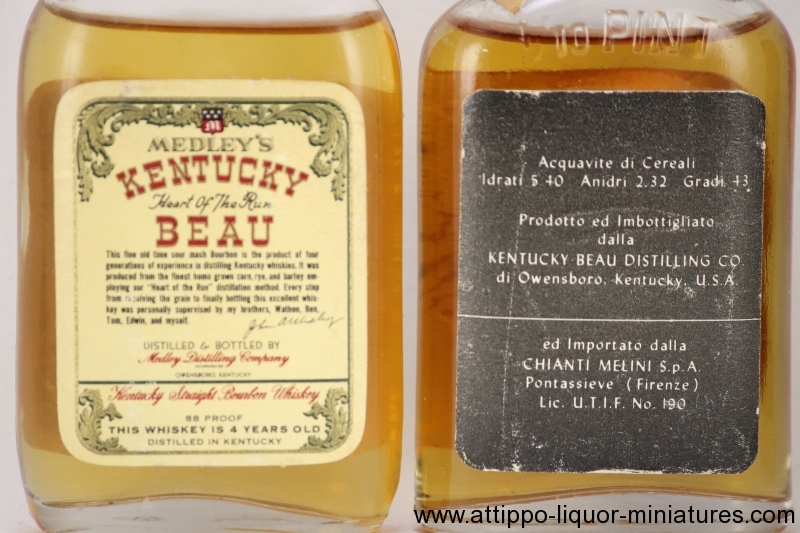 MEDLEY'S
KENTUCKY
Heart Of The Run
BEAU
This fine old time sour mash Bourbon is the product of four
generations of experience in distilling Kentucky whiskies. It was
produced from the finest home grown corn, rye, and barley em-
ploying our "Heart of the Run" distillation method. Every step
from receiving the grain to finally bottling this excellent whis-
key was personally supervised by my brothers, Wathen, Ben,
Tom, Edwin, and myself.
John A Medley
DISTILLED & BOTTLED BY
Medley Distilling Company
OWENSBORO, KENTUCKY
Kentucky Straight Bourbon Whiskey
88 PROOF
THIS WHISKEY IS 4 YEARS OLD
DISTILLED IN KENTUCKY
1/10 PINT
Acquavite di Cereali
Idrati 5.40 Anidri 2.32 Gradi 43
Prodotto ed Imbottigliato
dalla
KENTUCKY BEAU DISTILLING CO
di Owensboro, Kentucky, U.S.A.
ed Importato dalla
CHIANTI MELINI S.p.A.
Pontassieve (Firenze)
Lic. U.T.I.F. No. 190
www.attippo-liquor-miniatures.com